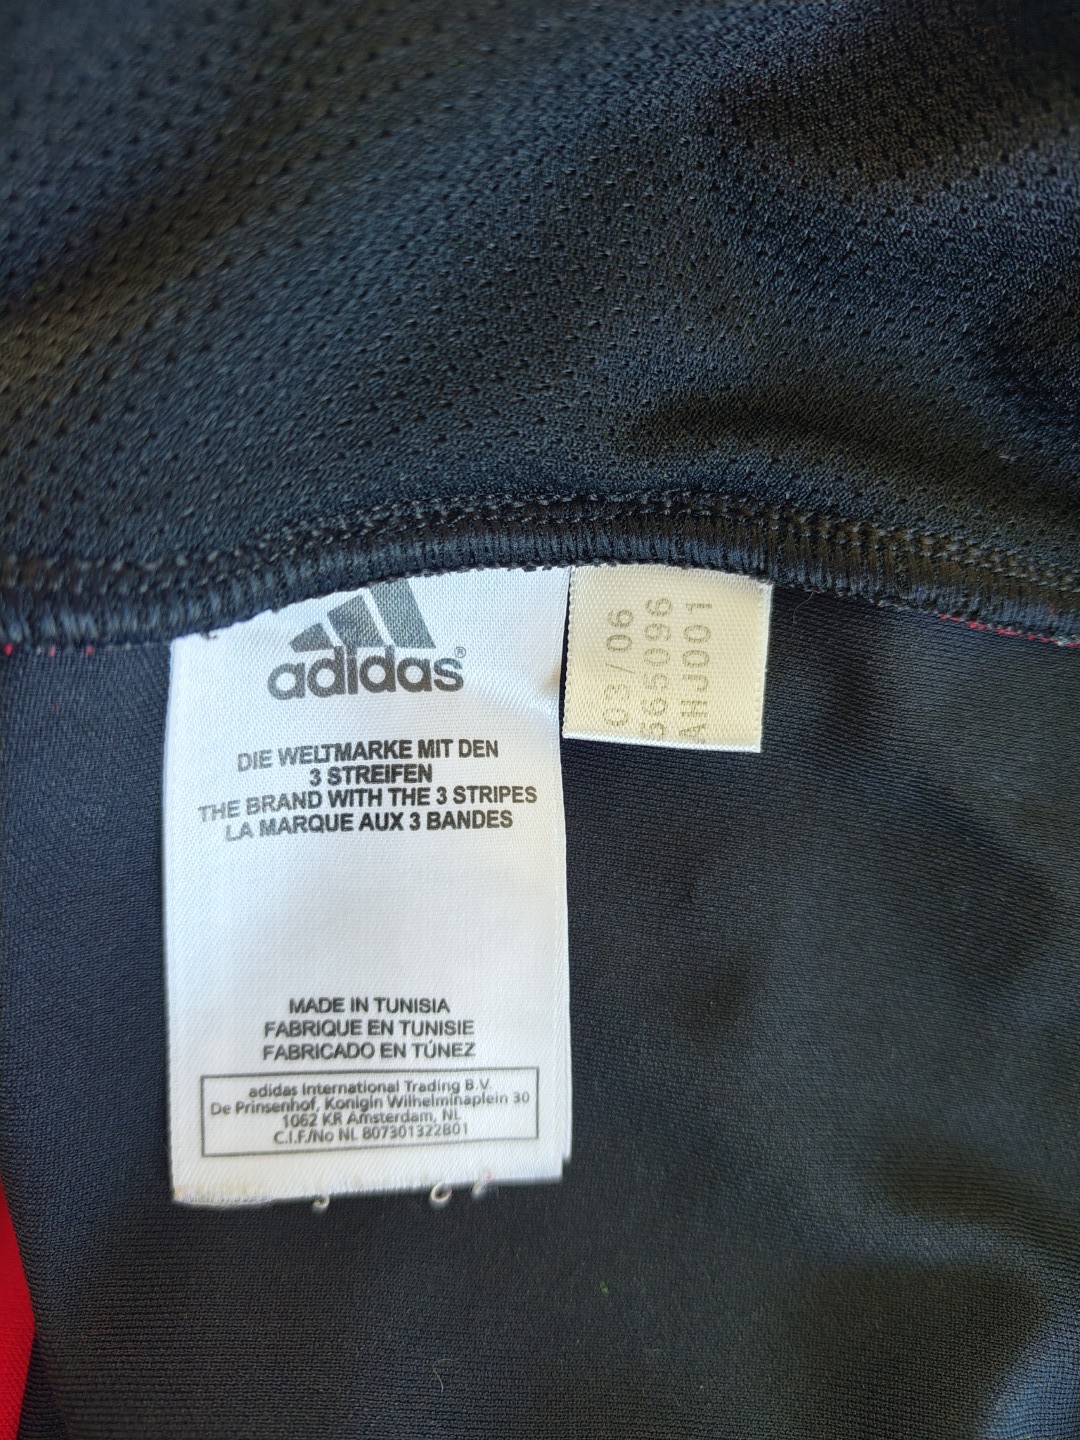 adidas®
DIE WELTMARKE MIT DEN
3 STREIFEN
THE BRAND WITH THE 3 STRIPES
LA MARQUE AUX 3 BANDES
MADE IN TUNISIA
FABRIQUE EN TUNISIE
FABRICADO EN TÚNEZ
adidas International Trading B.V.
De Prinsenhof, Konigin Wilhelminaplein 30
1062 KR Amsterdam, NL
C.I.F./No NL 807301322B01
03/06
565096
AHJ001